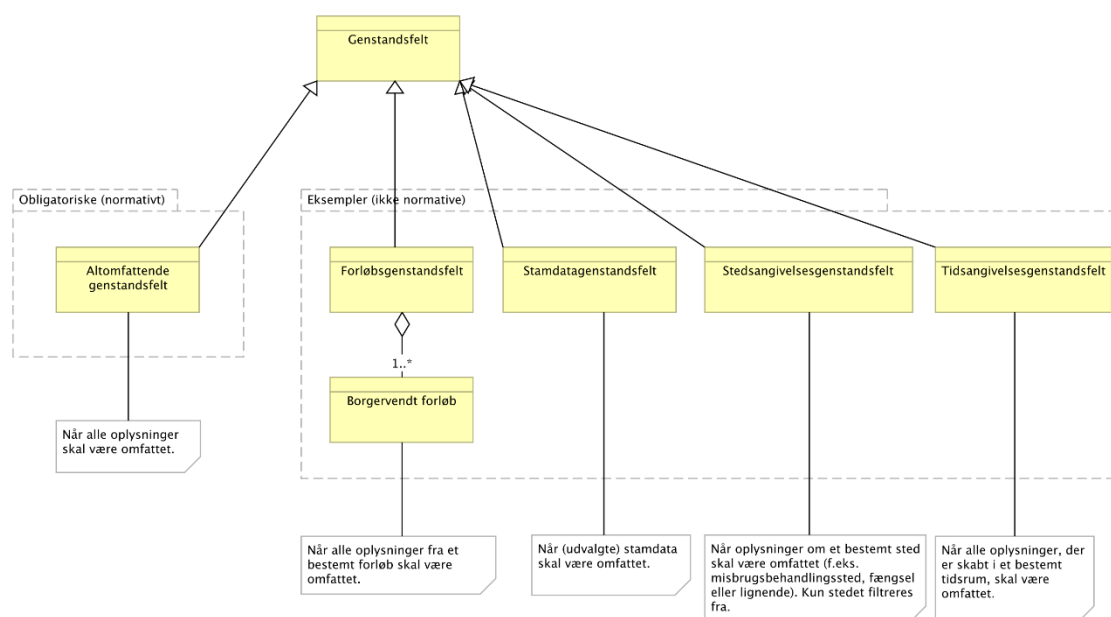 Genstandsfelt
Obligatoriske (normativt)
Eksempler (ikke normative)
Altomfattende
genstandsfelt
Forløbsgenstandsfelt
Stamdatagenstandsfelt
Stedsangivelsesgenstandsfelt
Tidsangivelsesgenstandsfelt
1..*
Borgervendt forløb
Når alle oplysninger
skal være omfattet.
Når alle oplysninger fra et
bestemt forløb skal være
omfattet.
Når (udvalgte) stamdata
skal være omfattet.
Når oplysninger om et bestemt sted
skal være omfattet (f.eks.
misbrugsbehandlingssted, fængsel
eller lignende). Kun stedet filtreres
fra.
Når alle oplysninger, der
er skabt i et bestemt
tidsrum, skal være
omfattet.